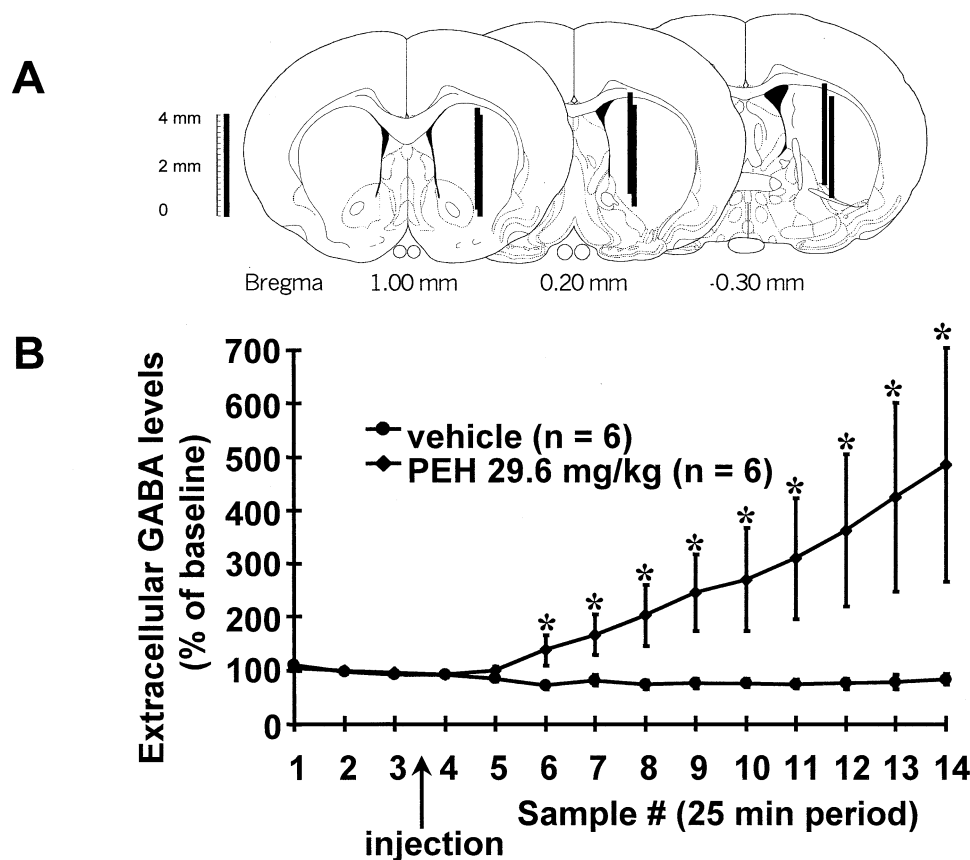 A
4 mm
2 mm
0
Bregma 1.00 mm 0.20 mm -0.30 mm
B
Extracellular GABA levels
(% of baseline)
700
600
500
400
300
200
100
0
vehicle (n = 6)
PEH 29.6 mg/kg (n = 6)
* * * * * * * * *
1 2 3 4 5 6 7 8 9 10 11 12 13 14
Sample # (25 min period)
injection